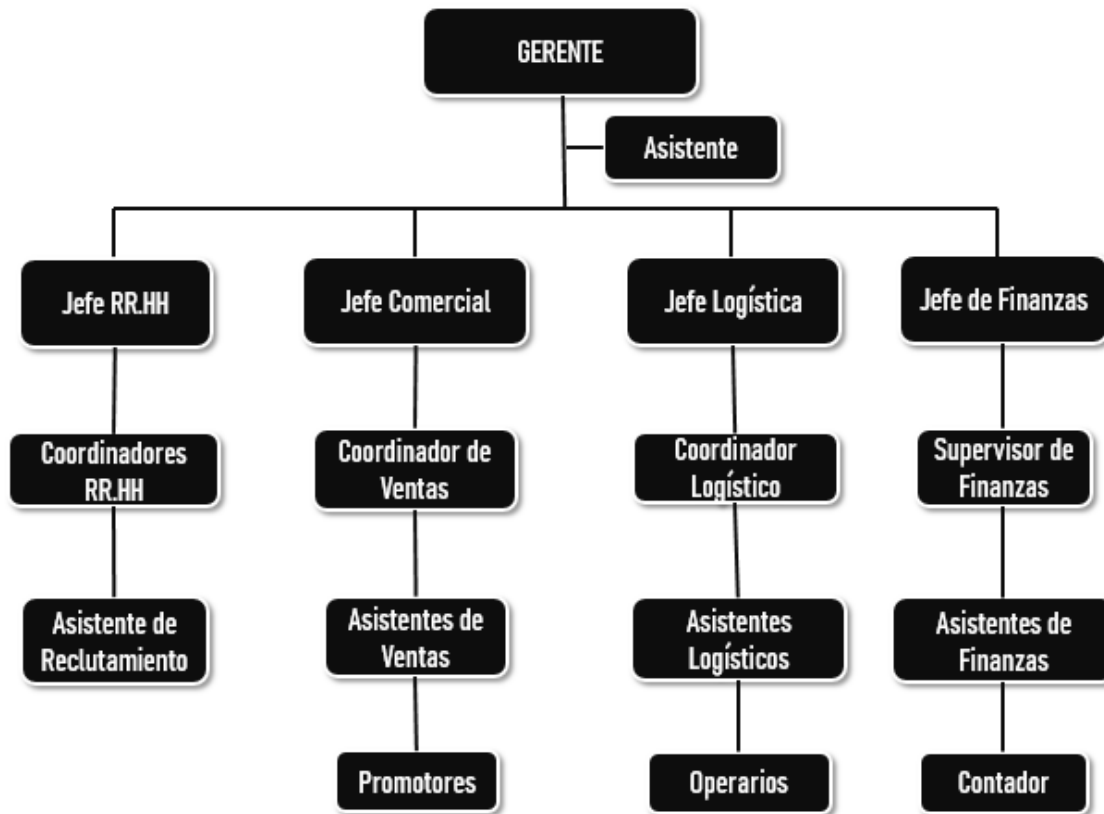 GERENTE
Asistente
Jefe RR.HH
Jefe Comercial
Jefe Logística
Jefe de Finanzas
Coordinadores
RR.HH
Coordinador de
Ventas
Coordinador
Logístico
Supervisor de
Finanzas
Asistente de
Reclutamiento
Asistentes de
Ventas
Asistentes
Logísticos
Asistentes de
Finanzas
Promotores
Operarios
Contador